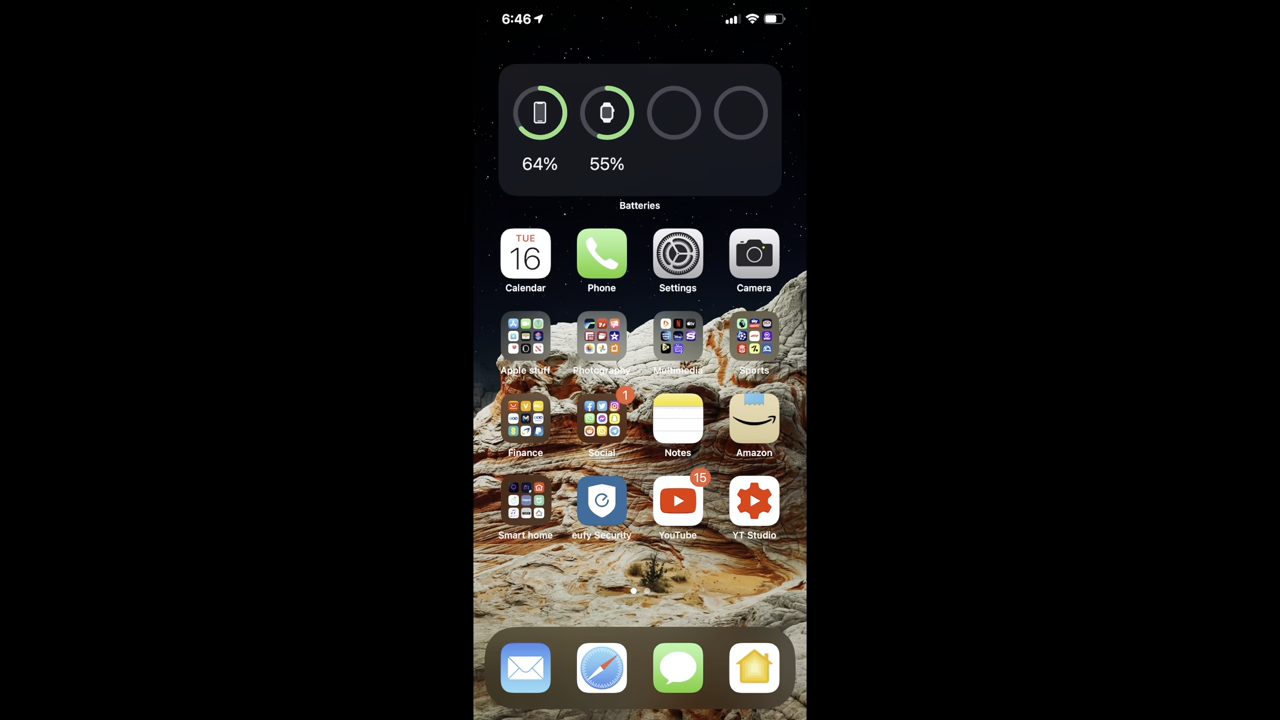 6:46
64% 55%
Batteries
TUE
16
Calendar Phone Settings Camera
Apple stuff Photography Multimedia Sports
1
Finance Social Notes Amazon
15
Smart home eufy Security YouTube YT Studio